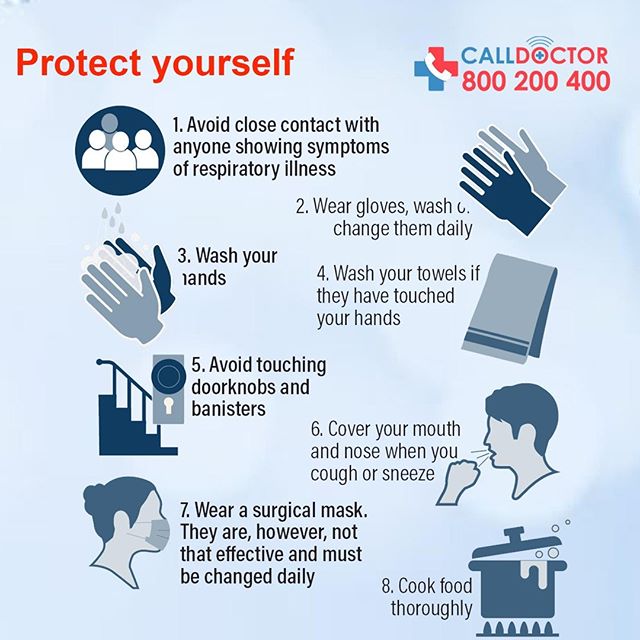 Protect yourself
CALLDOCTOR
800 200 400
1. Avoid close contact with
anyone showing symptoms
of respiratory illness
2. Wear gloves, wash
change them daily
3. Wash your
hands
4. Wash your towels if
they have touched
your hands
5. Avoid touching
doorknobs and
banisters
6. Cover your mouth
and nose when you
cough or sneeze
7. Wear a surgical mask.
They are, however, not
that effective and must
be changed daily
8. Cook food
thoroughly